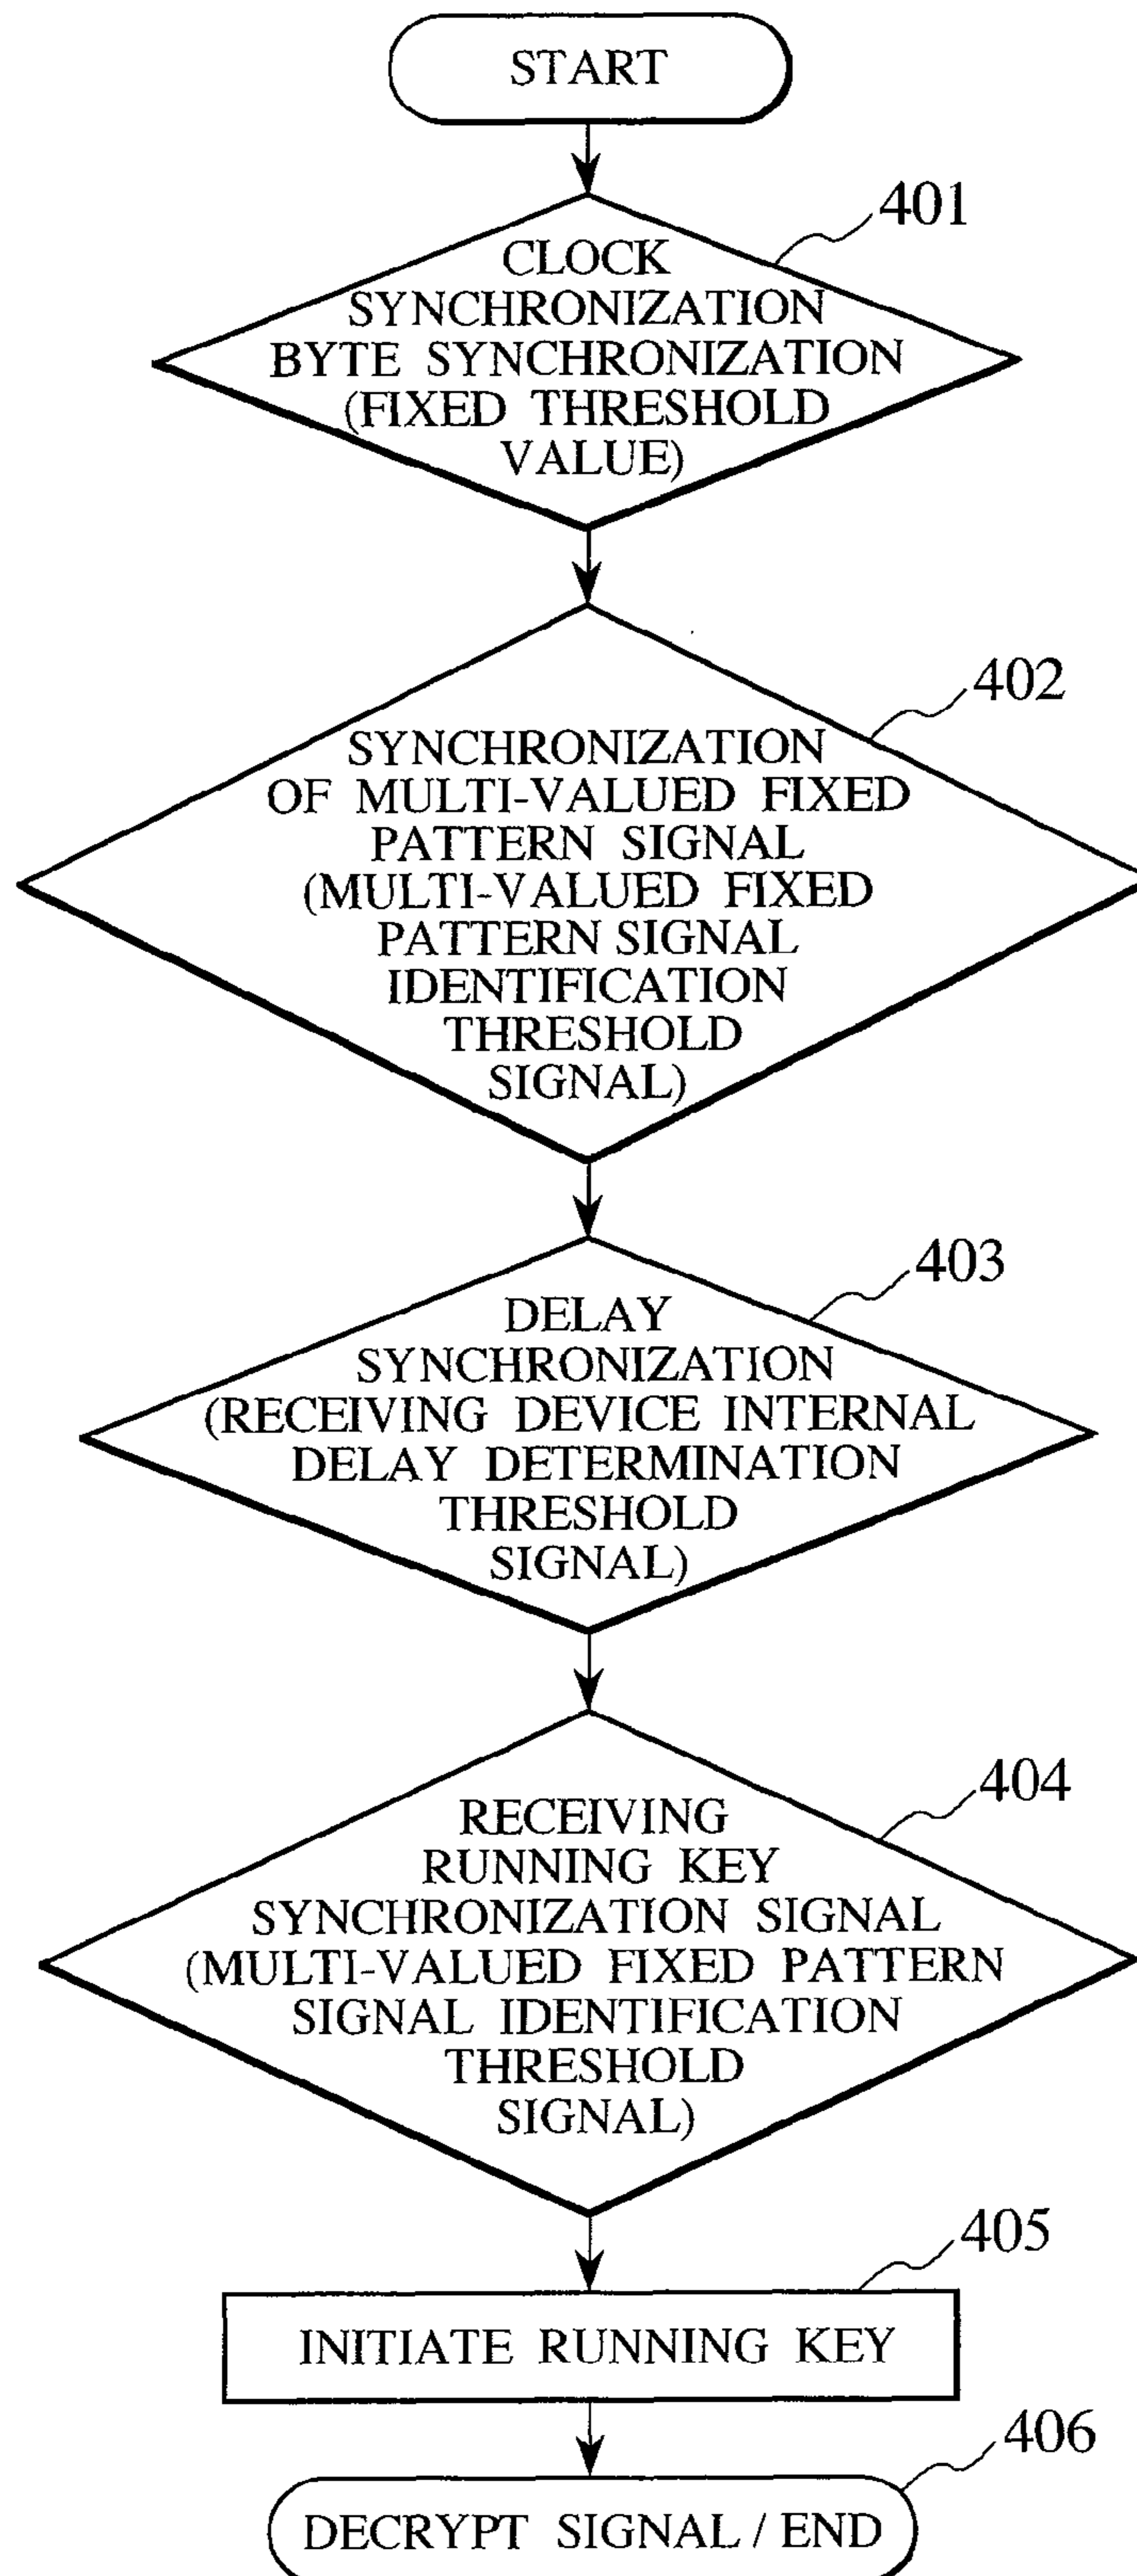 START
401
CLOCK
SYNCHRONIZATION
BYTE SYNCHRONIZATION
(FIXED THRESHOLD
VALUE)
402
SYNCHRONIZATION
OF MULTI-VALUED FIXED
PATTERN SIGNAL
(MULTI-VALUED FIXED
PATTERN SIGNAL
IDENTIFICATION
THRESHOLD
SIGNAL)
403
DELAY
SYNCHRONIZATION
(RECEIVING DEVICE INTERNAL
DELAY DETERMINATION
THRESHOLD
SIGNAL)
404
RECEIVING
RUNNING KEY
SYNCHRONIZATION SIGNAL
(MULTI-VALUED FIXED PATTERN
SIGNAL IDENTIFICATION
THRESHOLD
SIGNAL)
405
INITIATE RUNNING KEY
406
DECRYPT SIGNAL / END